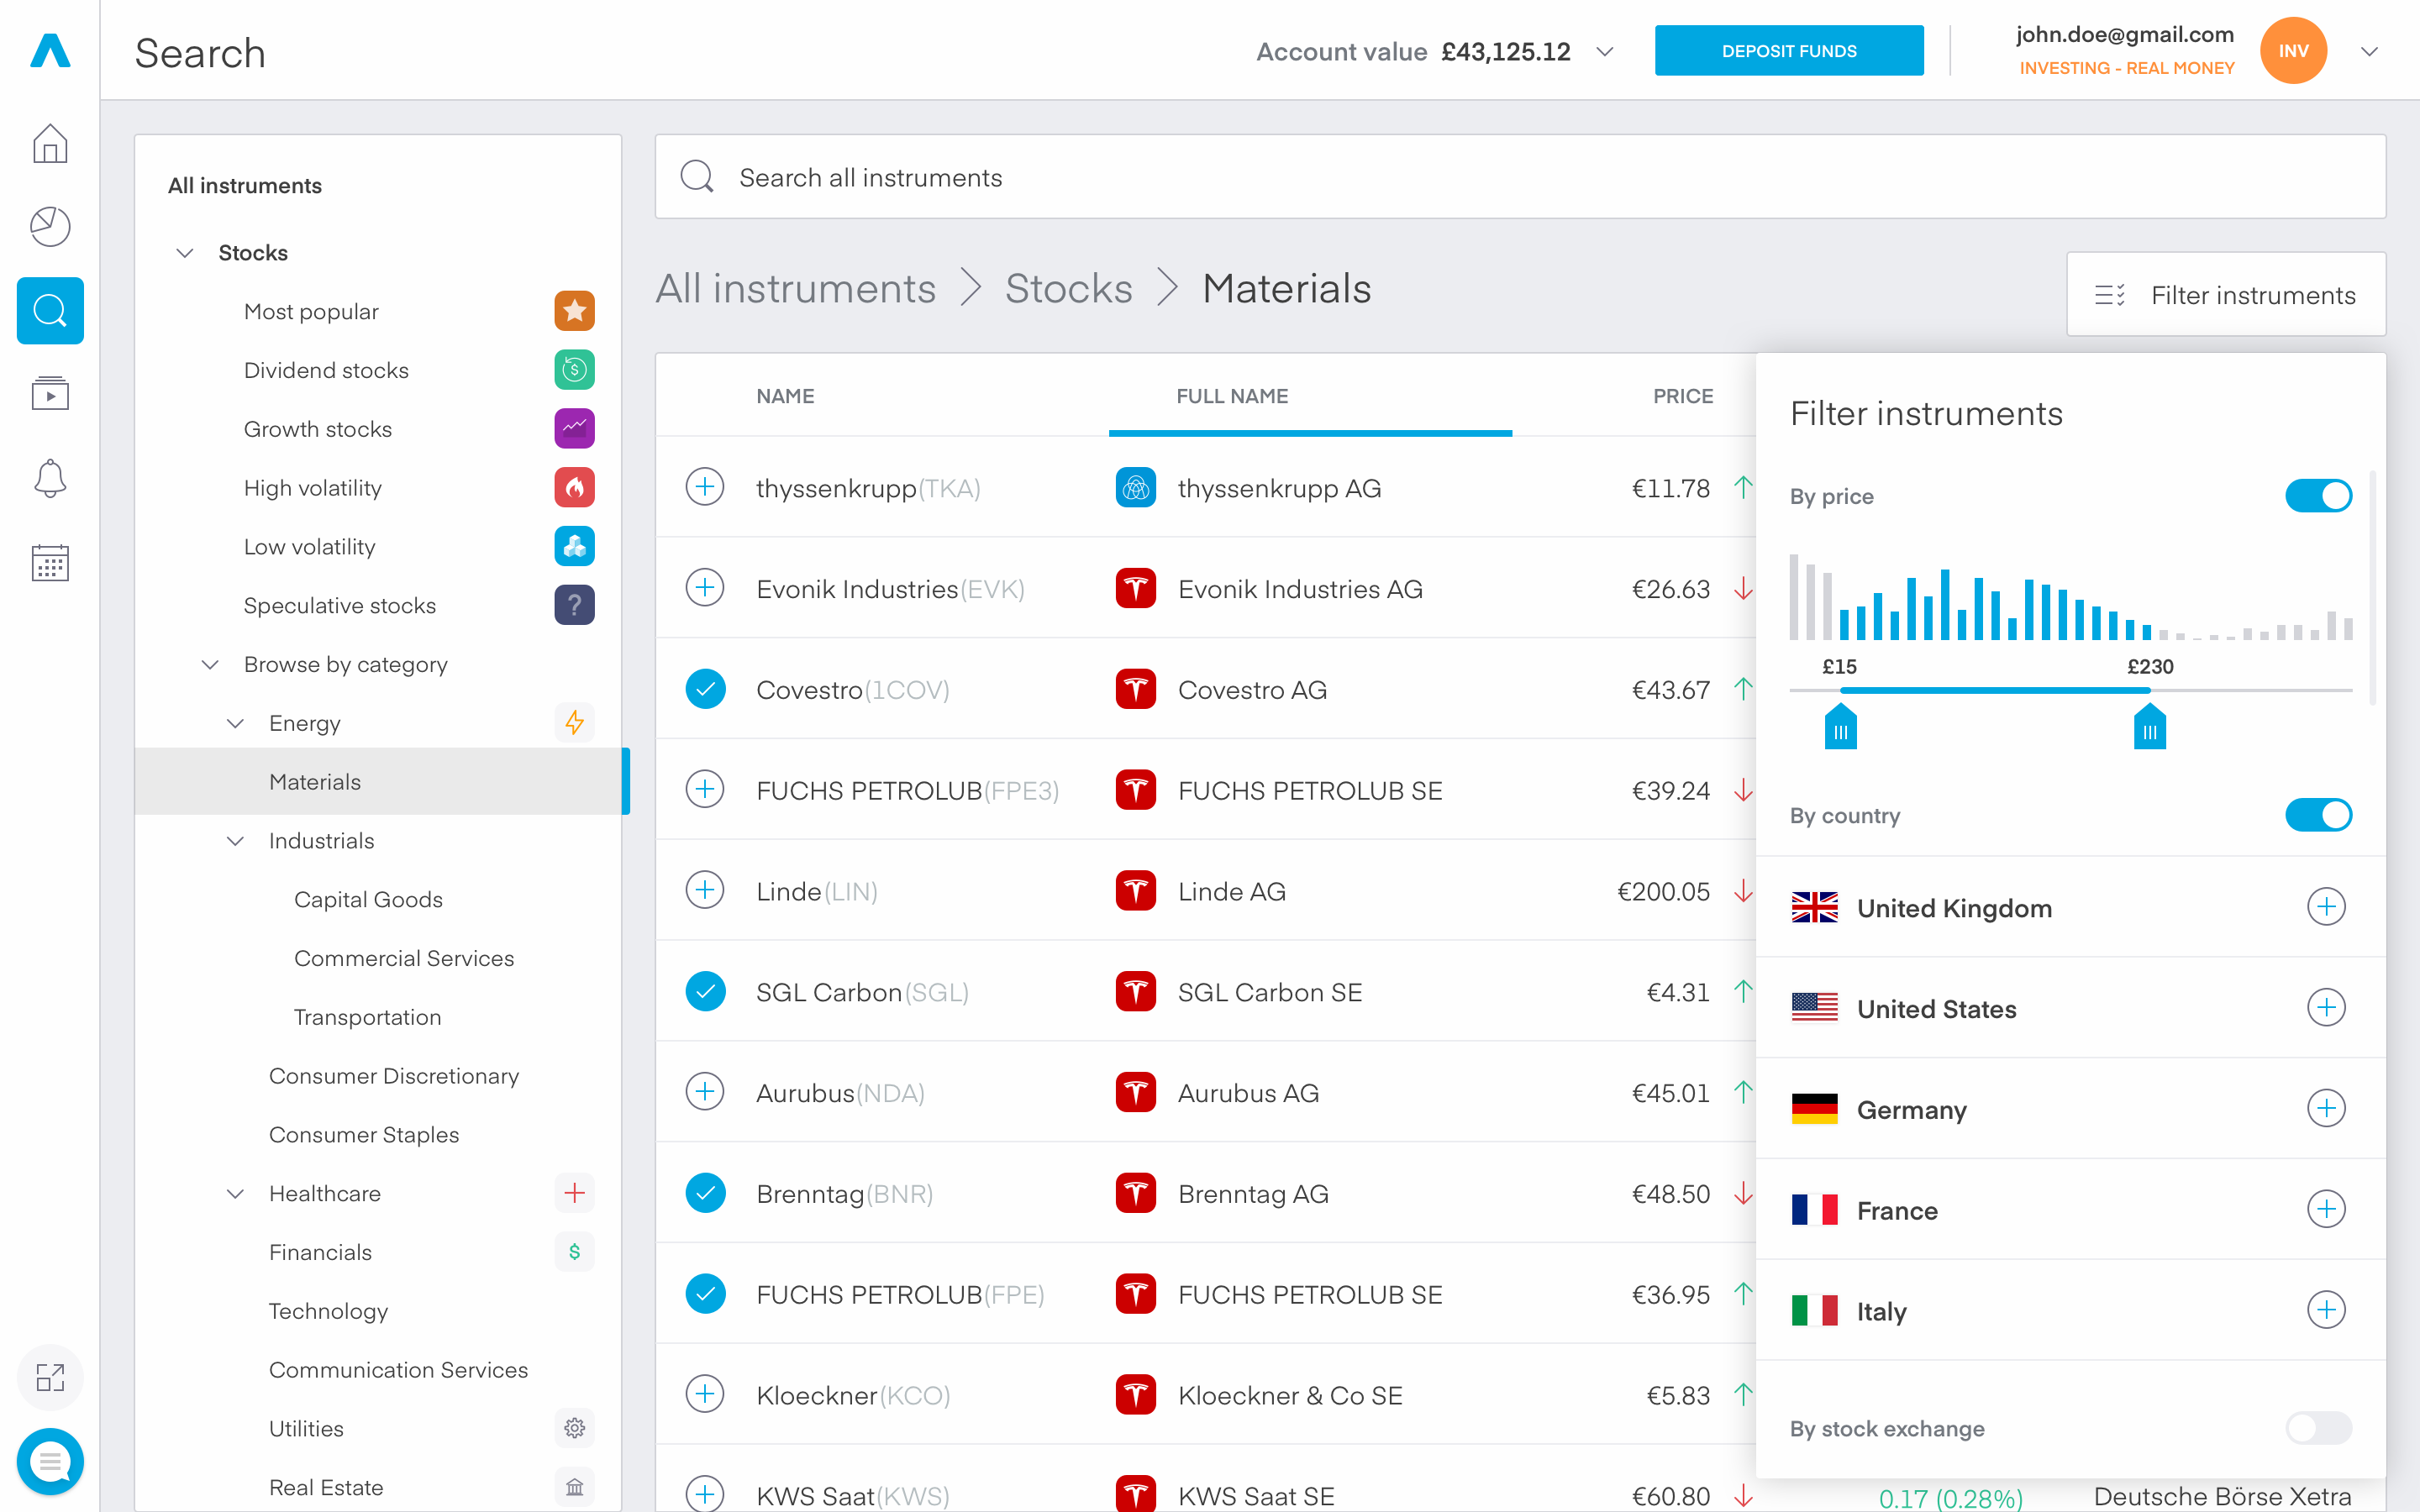 Search
Account value £43,125.12
DEPOSIT FUNDS
john.doe@gmail.com
INVESTING - REAL MONEY
INV
All instruments
Stocks
Most popular
Dividend stocks
$
Growth stocks
High volatility
Low volatility
Speculative stocks
?
Browse by category
Energy
Materials
Industrials
Capital Goods
Commercial Services
Transportation
Consumer Discretionary
Consumer Staples
Healthcare
Financials
$
Technology
Communication Services
Utilities
Real Estate
Search all instruments
All instruments > Stocks > Materials
Filter instruments
NAME FULL NAME PRICE
thyssenkrupp(TKA) thyssenkrupp AG €11.78
Evonik Industries(EVK) Evonik Industries AG €26.63
Covestro(1COV) Covestro AG €43.67
FUCHS PETROLUB(FPE3) FUCHS PETROLUB SE €39.24
Linde(LIN) Linde AG €200.05
SGL Carbon(SGL) SGL Carbon SE €4.31
Aurubus(NDA) Aurubus AG €45.01
Brenntag(BNR) Brenntag AG €48.50
FUCHS PETROLUB(FPE) FUCHS PETROLUB SE €36.95
Kloeckner(KCO) Kloeckner & Co SE €5.83
KWS Saat(KWS) KWS Saat SE €60.80 0.17 (0.28%) Deutsche Börse Xetra
Filter instruments
By price
£15 £230
By country
United Kingdom
United States
Germany
France
Italy
By stock exchange